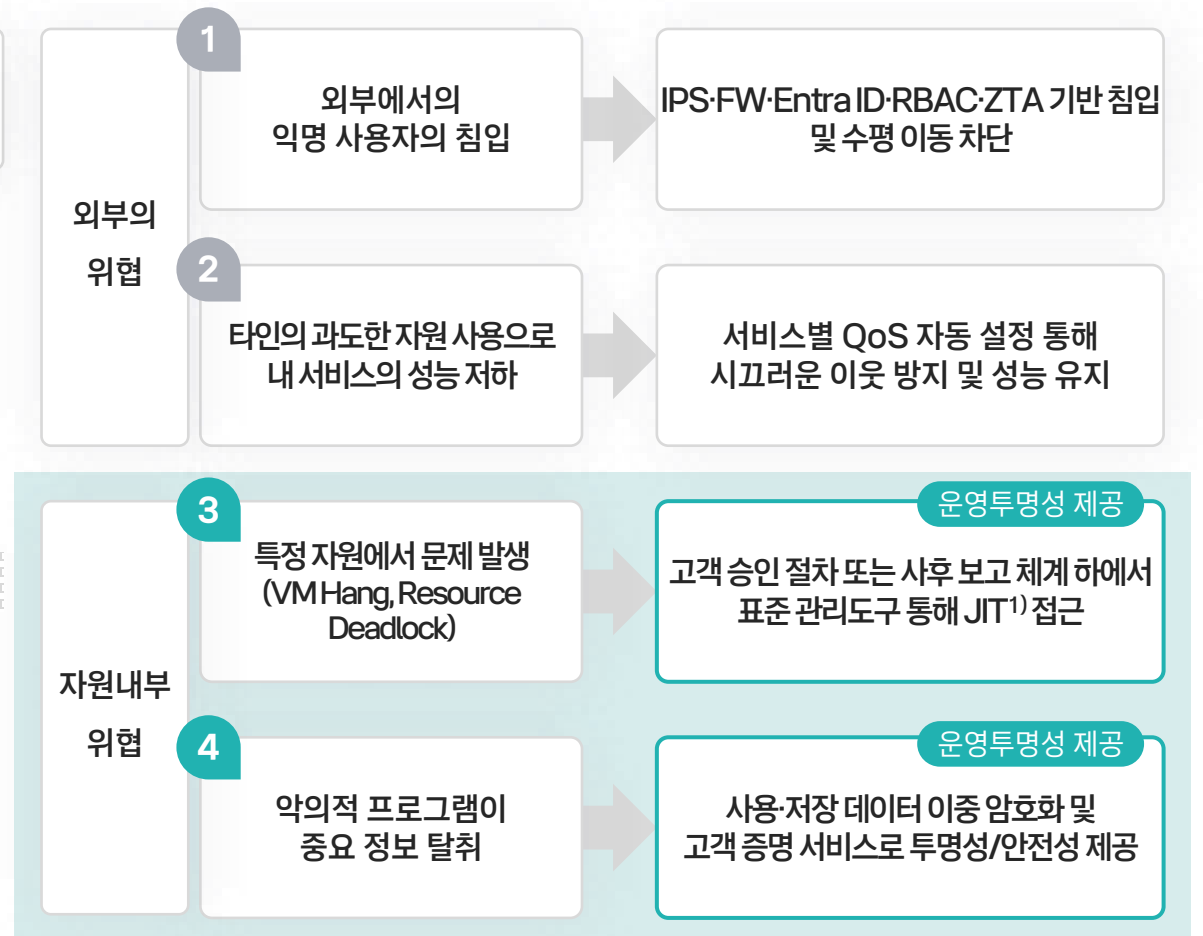 외부의
위협
1
외부에서의
익명 사용자의 침입
IPS·FW·Entra ID·RBAC·ZTA 기반 침입
및 수평 이동 차단
2
타인의 과도한 자원 사용으로
내 서비스의 성능 저하
서비스별 QoS 자동 설정 통해
시끄러운 이웃 방지 및 성능 유지
자원내부
위협
3
특정 자원에서 문제 발생
(VM Hang, Resource
Deadlock)
운영투명성 제공
고객 승인 절차 또는 사후 보고 체계 하에서
표준 관리도구 통해 JIT¹⁾ 접근
4
악의적 프로그램이
중요 정보 탈취
운영투명성 제공
사용·저장 데이터 이중 암호화 및
고객 증명 서비스로 투명성/안전성 제공